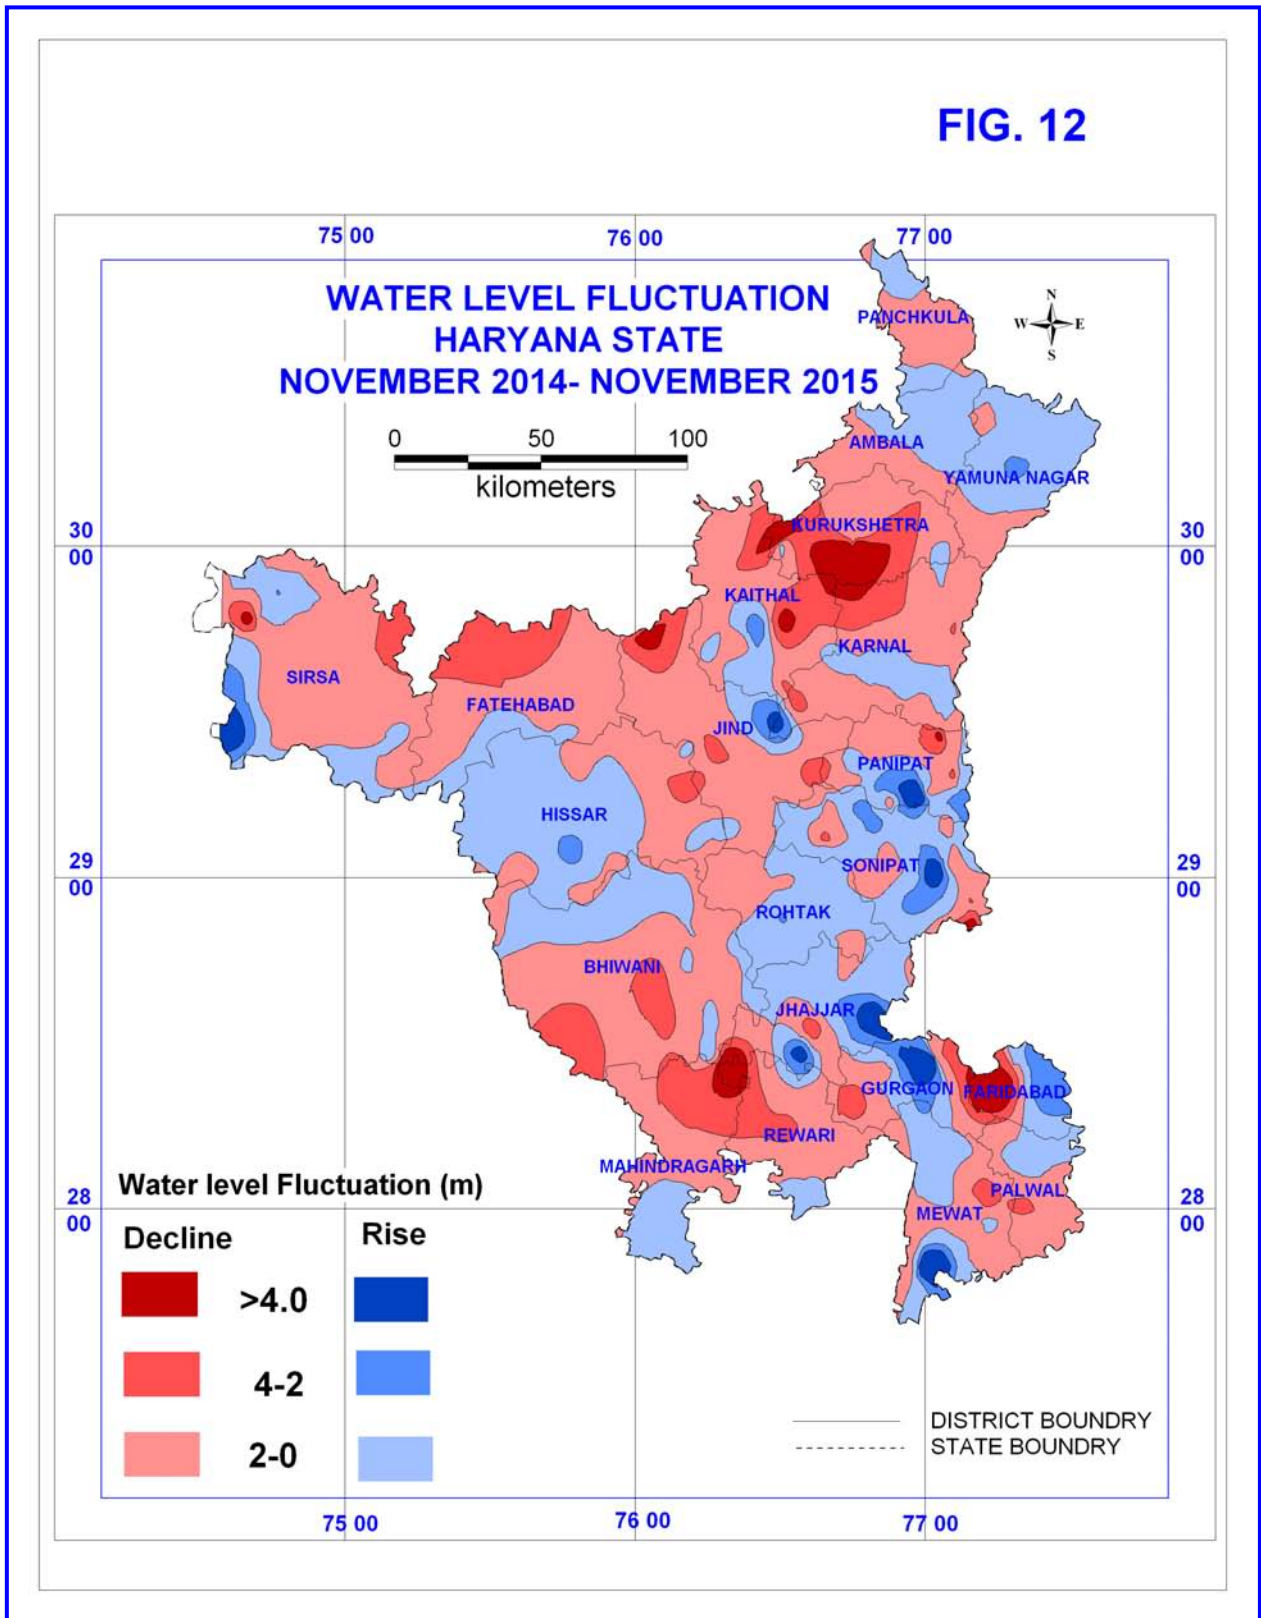 FIG. 12
75 00
76 00
77 00
WATER LEVEL FLUCTUATION
HARYANA STATE
NOVEMBER 2014- NOVEMBER 2015
N
W E
S
0 50 100
kilometers
PANCHKULA
AMBALA
YAMUNA NAGAR
KURUKSHETRA
30
00
30
00
KAITHAL
KARNAL
SIRSA
FATEHABAD
JIND
PANIPAT
HISSAR
SONIPAT
29
00
29
00
ROHTAK
BHIWANI
JHAJJAR
GURGAON
FARIDABAD
REWARI
MAHINDRAGARH
PALWAL
MEWAT
28
00
28
00
Water level Fluctuation (m)
Decline
Rise
>4.0
4-2
2-0
DISTRICT BOUNDRY
STATE BOUNDRY
75 00
76 00
77 00